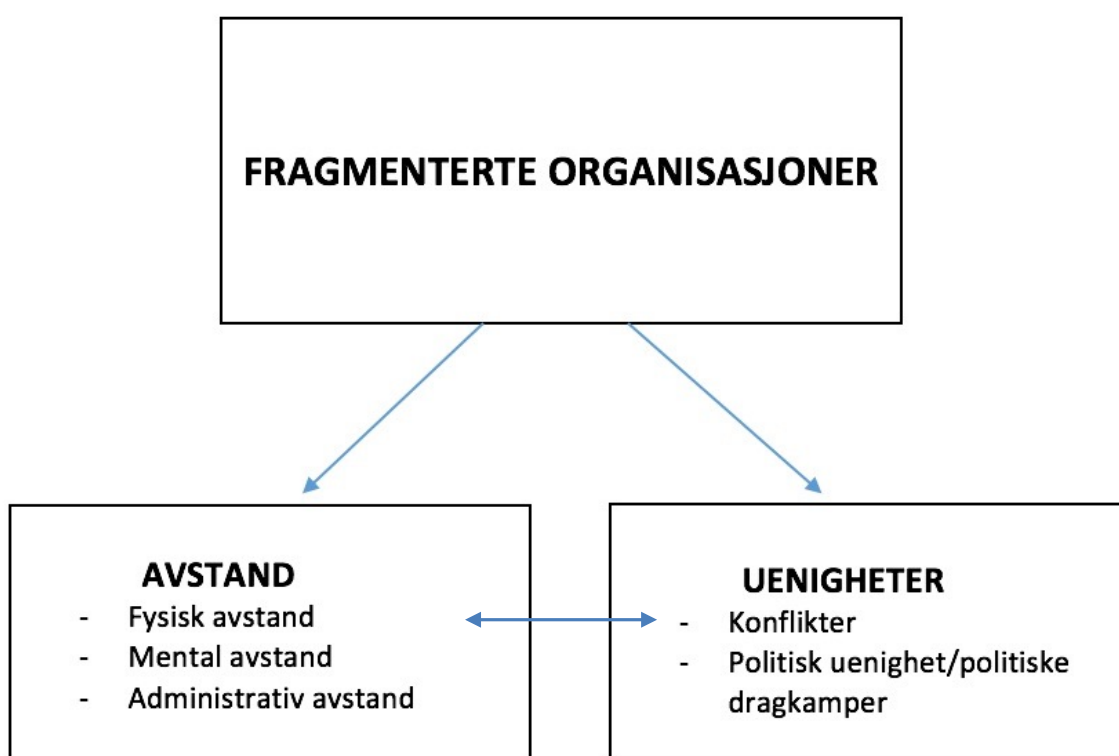 FRAGMENTERTE ORGANISASJONER
AVSTAND
- Fysisk avstand
- Mental avstand
- Administrativ avstand
UENIGHETER
- Konflikter
- Politisk uenighet/politiske
dragkamper